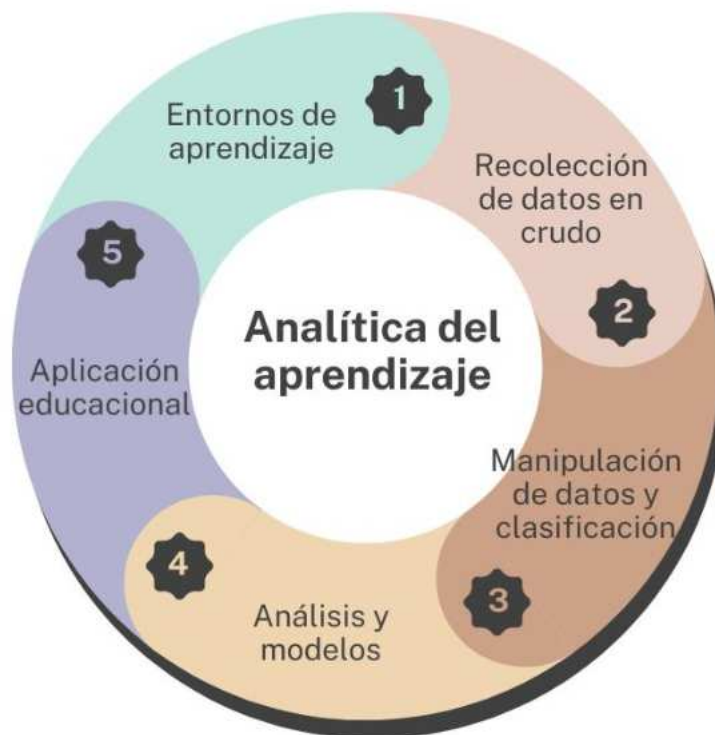 Analítica del
aprendizaje
1
Entornos de
aprendizaje
2
Recolección
de datos en
crudo
3
Manipulación
de datos y
clasificación
4
Análisis y
modelos
5
Aplicación
educacional